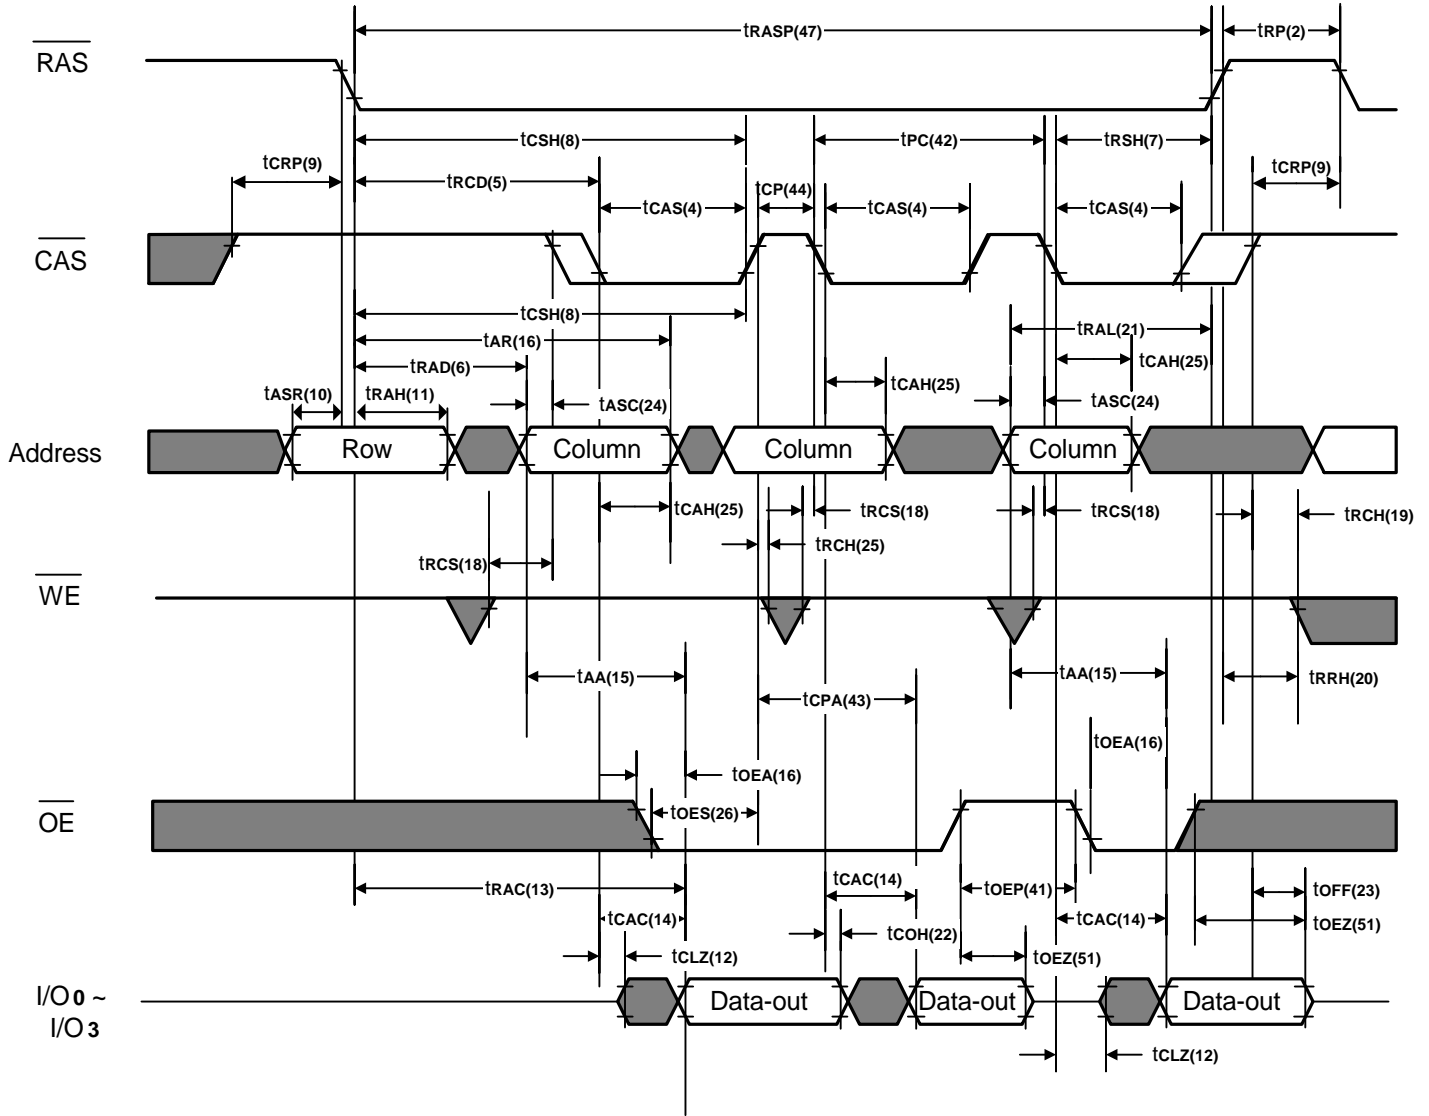 tRASP(47) tRP(2)
RAS
tCSH(8) tPC(42) tRSH(7)
tCRP(9) tRCD(5) tCP(44) tCRP(9)
tCAS(4) tCAS(4) tCAS(4)
CAS
tCSH(8)
tAR(16) tRAL(21)
tRAD(6) tCAH(25)
tASR(10) tRAH(11) tASC(24) tCAH(25) tASC(24)
Address Row Column Column Column
tCAH(25) tRCS(18) tRCS(18) tRCH(19)
tRCS(18) tRCH(25)
WE
tAA(15) tCPA(43) tAA(15) tRRH(20)
tOEA(16)
tOEA(16)
OE tOES(26)
tRAC(13) tCAC(14) tOEP(41) tOFF(23)
tCAC(14) tCOH(22) tCAC(14) tOEZ(51)
tCLZ(12) tOEZ(51)
I/O0 ~ Data-out Data-out Data-out
I/O3
tCLZ(12)